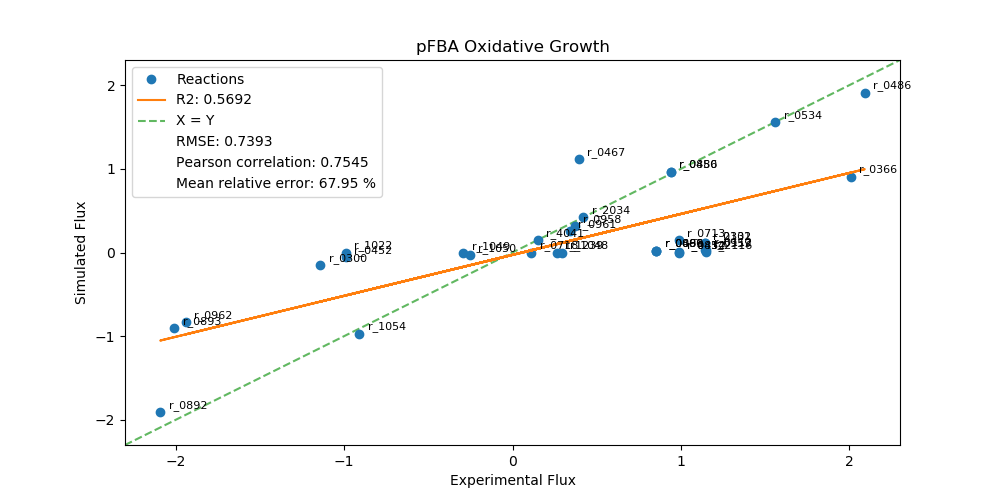 pFBA Oxidative Growth
Reactions
R2: 0.5692
X = Y
RMSE: 0.7393
Pearson correlation: 0.7545
Mean relative error: 67.95 %
r_0486
r_0534
r_0467
r_0366
r_2034
r_0958
r_0961
r_4041
r_0713
r_1022
r_0452
r_0300
r_1049
r_1050
r_0962
r_0893
r_1054
r_0892
2
1
0
−1
−2
−2
−1
0
1
2
Simulated Flux
Experimental Flux